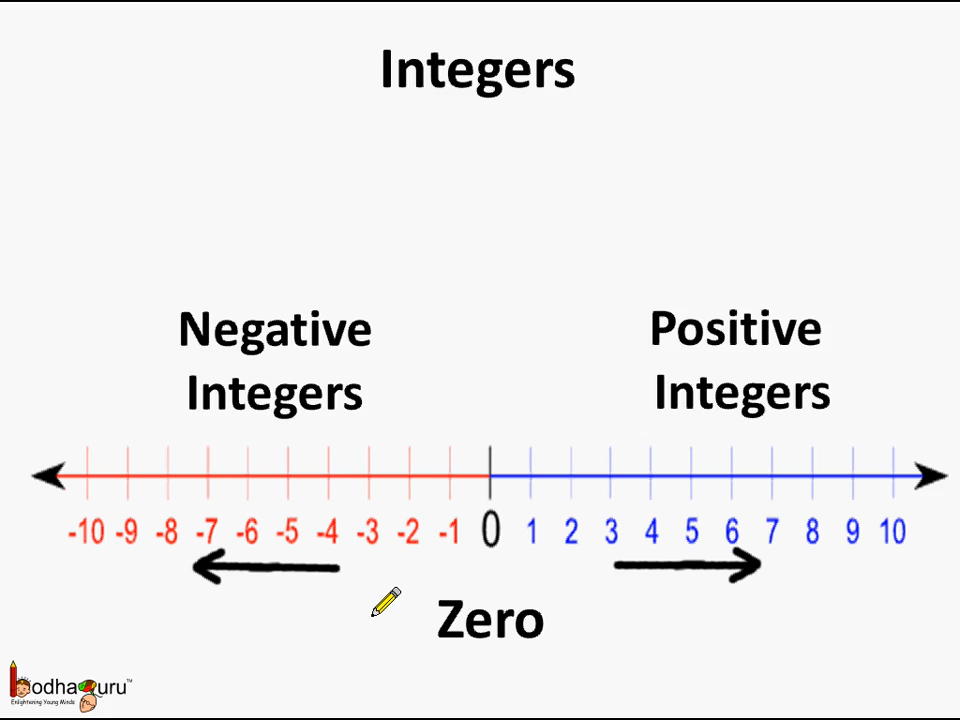 Integers
Negative
Integers
Positive
Integers
-10 -9 -8 -7 -6 -5 -4 -3 -2 -1 0 1 2 3 4 5 6 7 8 9 10
Zero
bodhaguru™
Enlightening Young Minds